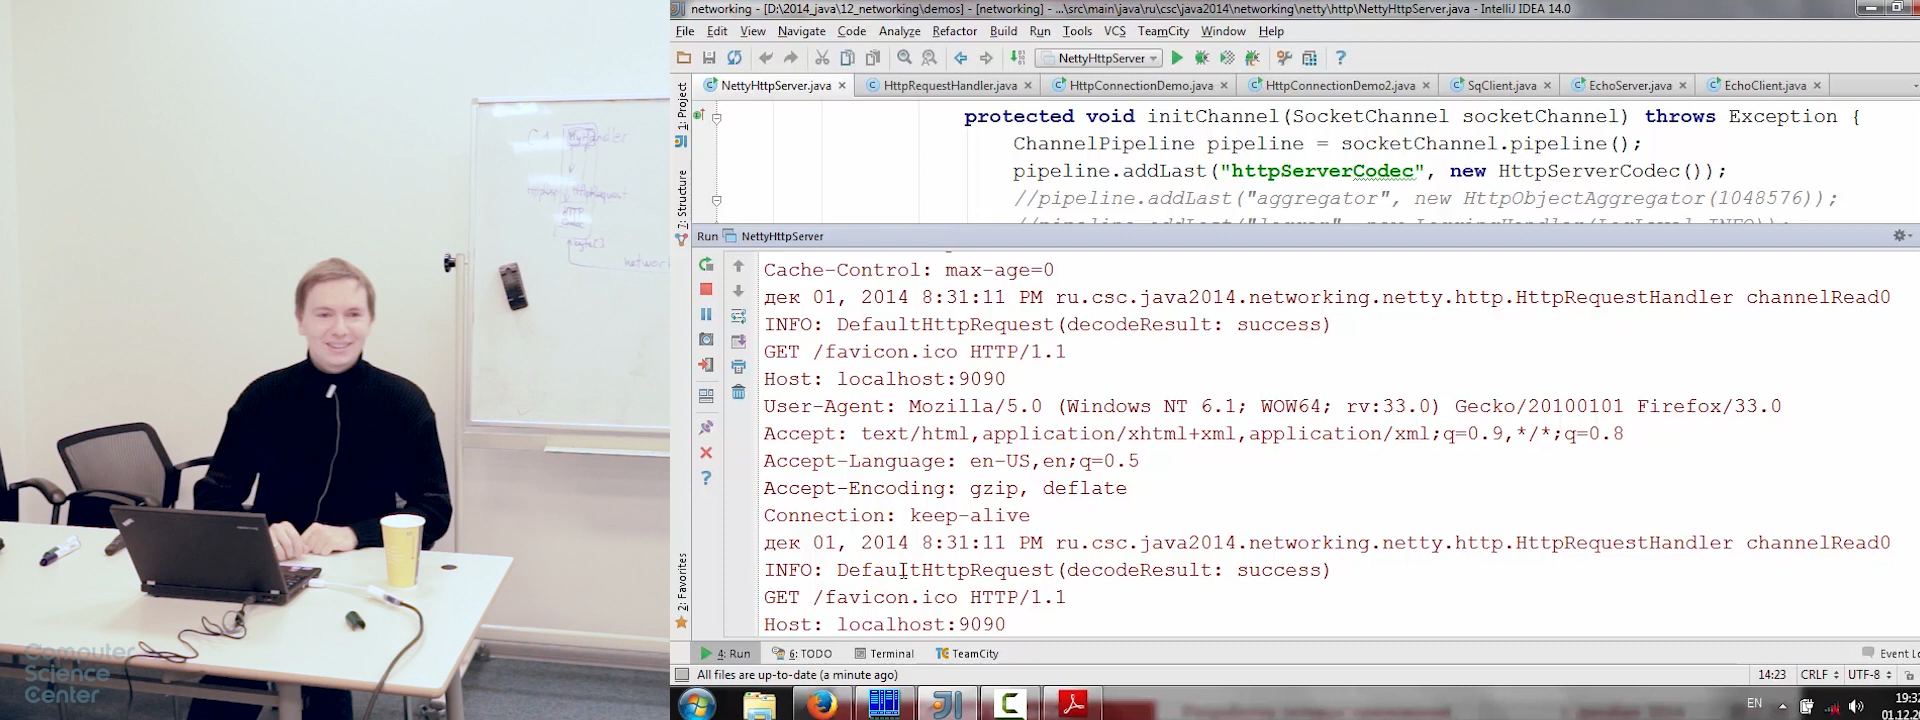 networking - [D:\2014_java\12_networking\demos] - [networking] - ...\src\main\java\ru\csc\java2014\networking\netty\http\NettyHttpServer.java - IntelliJ IDEA 14.0
File Edit View Navigate Code Analyze Refactor Build Run Tools VCS TeamCity Window Help
NettyHttpServer
NettyHttpServer.java HttpRequestHandler.java HttpConnectionDemo.java HttpConnectionDemo2.java SqClient.java EchoServer.java EchoClient.java
1: Project
7: Structure
2: Favorites
protected void initChannel(SocketChannel socketChannel) throws Exception {
ChannelPipeline pipeline = socketChannel.pipeline();
pipeline.addLast("httpServerCodec", new HttpServerCodec());
//pipeline.addLast("aggregator", new HttpObjectAggregator(1048576));
Run NettyHttpServer
Cache-Control: max-age=0
дек 01, 2014 8:31:11 PM ru.csc.java2014.networking.netty.http.HttpRequestHandler channelRead0
INFO: DefaultHttpRequest(decodeResult: success)
GET /favicon.ico HTTP/1.1
Host: localhost:9090
User-Agent: Mozilla/5.0 (Windows NT 6.1; WOW64; rv:33.0) Gecko/20100101 Firefox/33.0
Accept: text/html,application/xhtml+xml,application/xml;q=0.9,*/*;q=0.8
Accept-Language: en-US,en;q=0.5
Accept-Encoding: gzip, deflate
Connection: keep-alive
дек 01, 2014 8:31:11 PM ru.csc.java2014.networking.netty.http.HttpRequestHandler channelRead0
INFO: DefaultHttpRequest(decodeResult: success)
GET /favicon.ico HTTP/1.1
Host: localhost:9090
4: Run 6: TODO Terminal TeamCity
All files are up-to-date (a minute ago) 14:23 CRLF UTF-8
EN
Computer
Science
Center